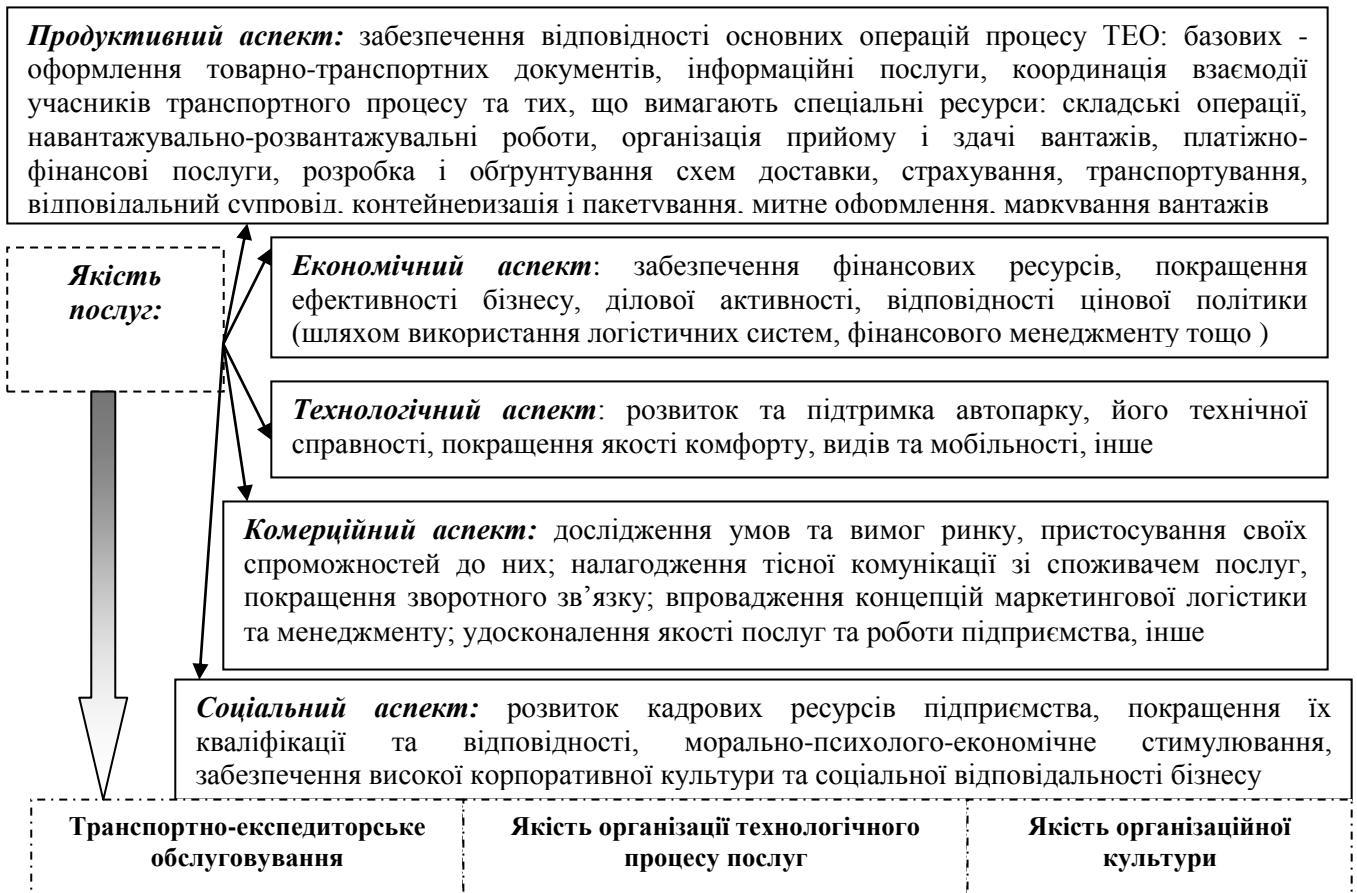 Продуктивний аспект: забезпечення відповідності основних операцій процесу ТЕО: базових -
оформлення товарно-транспортних документів, інформаційні послуги, координація взаємодії
учасників транспортного процесу та тих, що вимагають спеціальні ресурси: складські операції,
навантажувально-розвантажувальні роботи, організація прийому і здачі вантажів, платіжно-
фінансові послуги, розробка і обґрунтування схем доставки, страхування, транспортування,
відповідальний супровід, контейнеризація і пакетування, митне оформлення, маркування вантажів
Якість
послуг:
Економічний аспект: забезпечення фінансових ресурсів, покращення
ефективності бізнесу, ділової активності, відповідності цінової політики
(шляхом використання логістичних систем, фінансового менеджменту тощо )
Технологічний аспект: розвиток та підтримка автопарку, його технічної
справності, покращення якості комфорту, видів та мобільності, інше
Комерційний аспект: дослідження умов та вимог ринку, пристосування своїх
спроможностей до них; налагодження тісної комунікації зі споживачем послуг,
покращення зворотного зв’язку; впровадження концепцій маркетингової логістики
та менеджменту; удосконалення якості послуг та роботи підприємства, інше
Соціальний аспект: розвиток кадрових ресурсів підприємства, покращення їх
кваліфікації та відповідності, морально-психолого-економічне стимулювання,
забезпечення високої корпоративної культури та соціальної відповідальності бізнесу
Транспортно-експедиторське
обслуговування
Якість організації технологічного
процесу послуг
Якість організаційної
культури